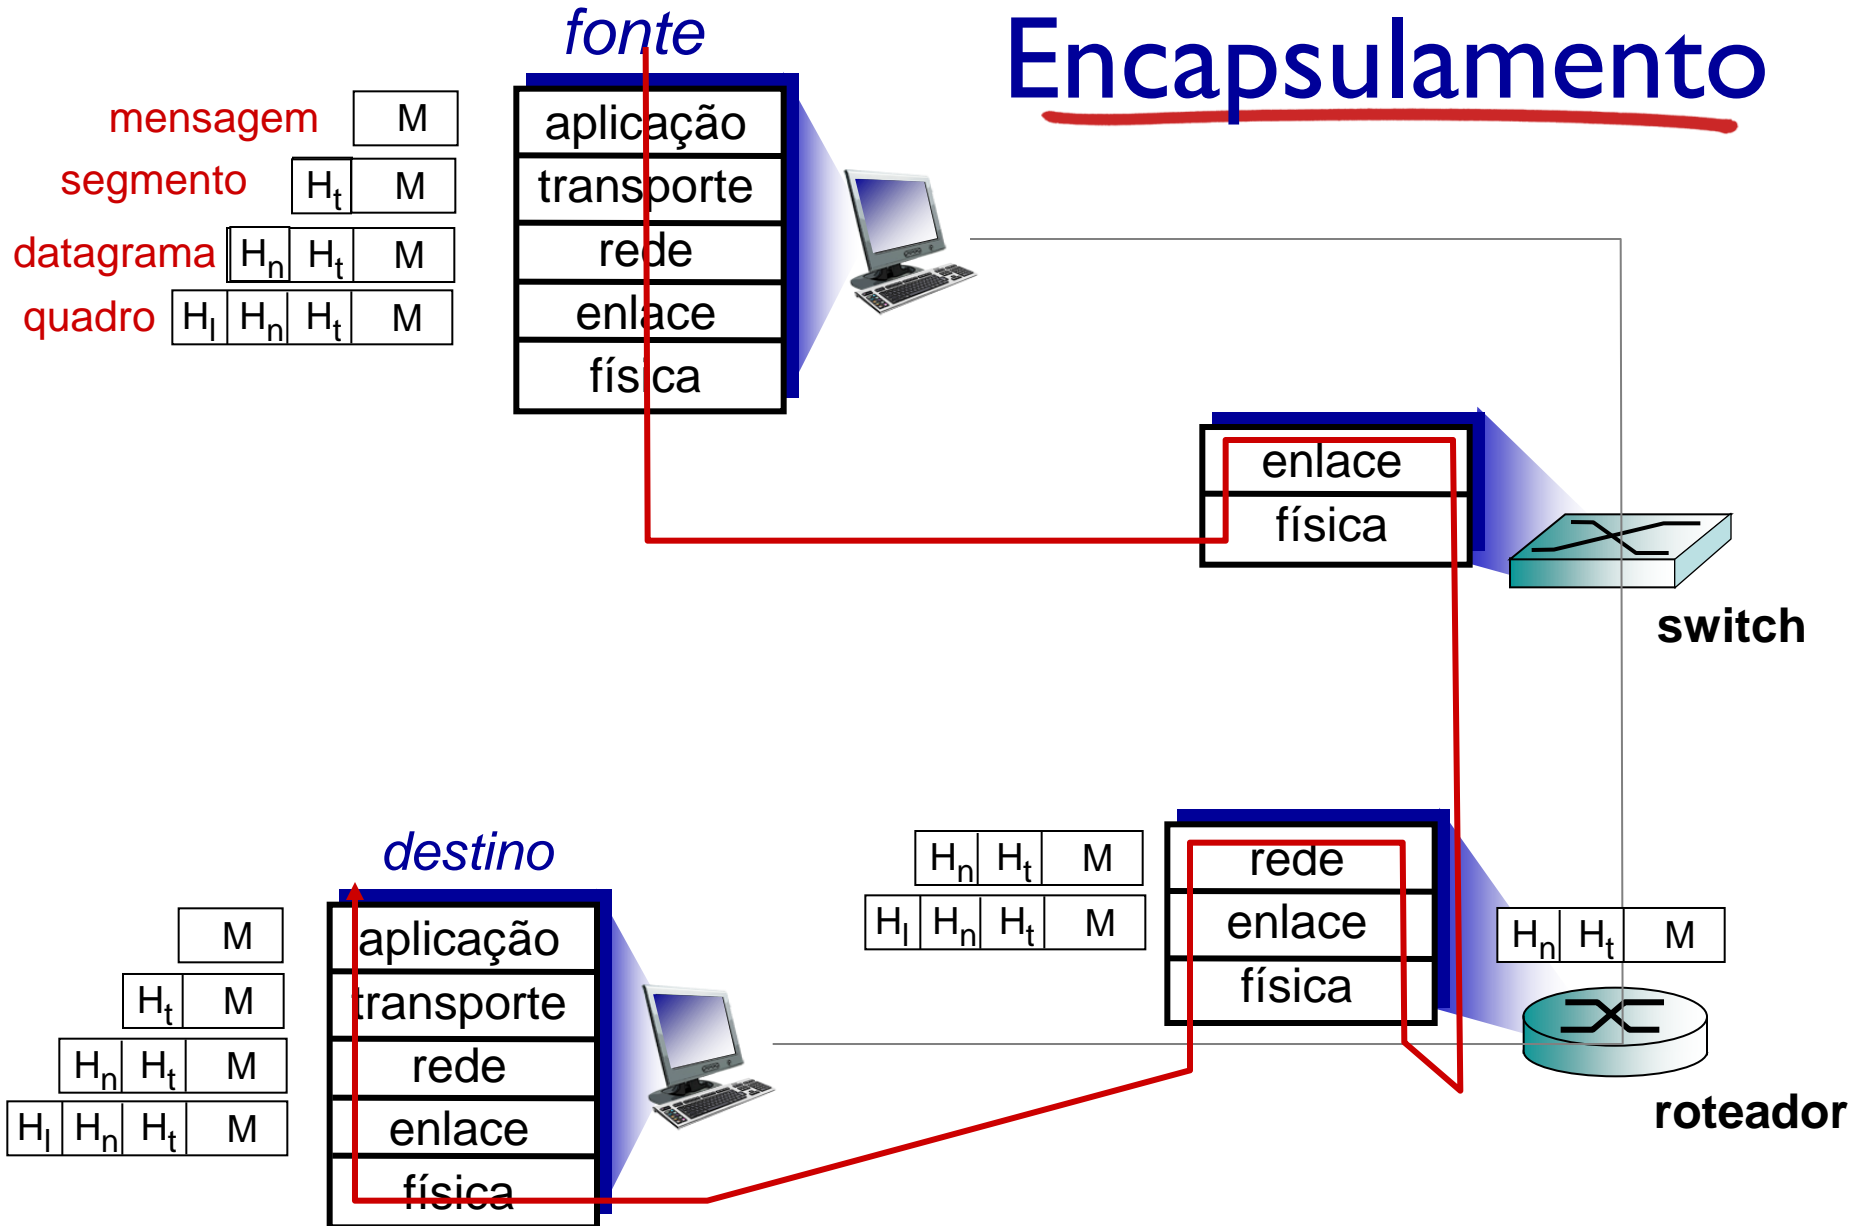 Encapsulamento
fonte
mensagem M
segmento Ht M
datagrama Hn Ht M
quadro Hl Hn Ht M
aplicação
transporte
rede
enlace
física
enlace
física
switch
destino
M
Ht M
Hn Ht M
Hl Hn Ht M
aplicação
transporte
rede
enlace
física
Hn Ht M
Hl Hn Ht M
rede
enlace
física
Hn Ht M
roteador